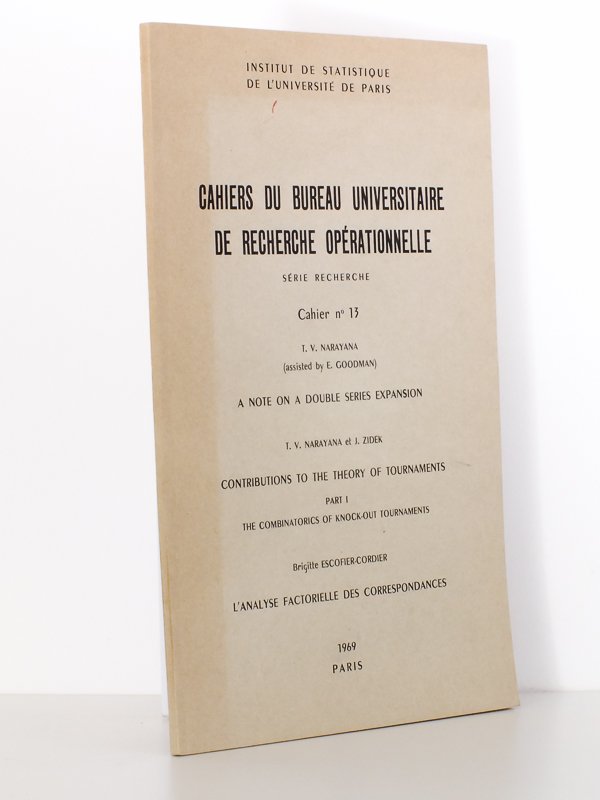 INSTITUT DE STATISTIQUE
DE L'UNIVERSITÉ DE PARIS
CAHIERS DU BUREAU UNIVERSITAIRE
DE RECHERCHE OPÉRATIONNELLE
SÉRIE RECHERCHE
Cahier nº 13
T. V. NARAYANA
(assisted by E. GOODMAN)
A NOTE ON A DOUBLE SERIES EXPANSION
T. V. NARAYANA et J. ZIDEK
CONTRIBUTIONS TO THE THEORY OF TOURNAMENTS
PART I
THE COMBINATORICS OF KNOCK-OUT TOURNAMENTS
Brigitte ESCOFIER-CORDIER
L'ANALYSE FACTORIELLE DES CORRESPONDANCES
1969
PARIS